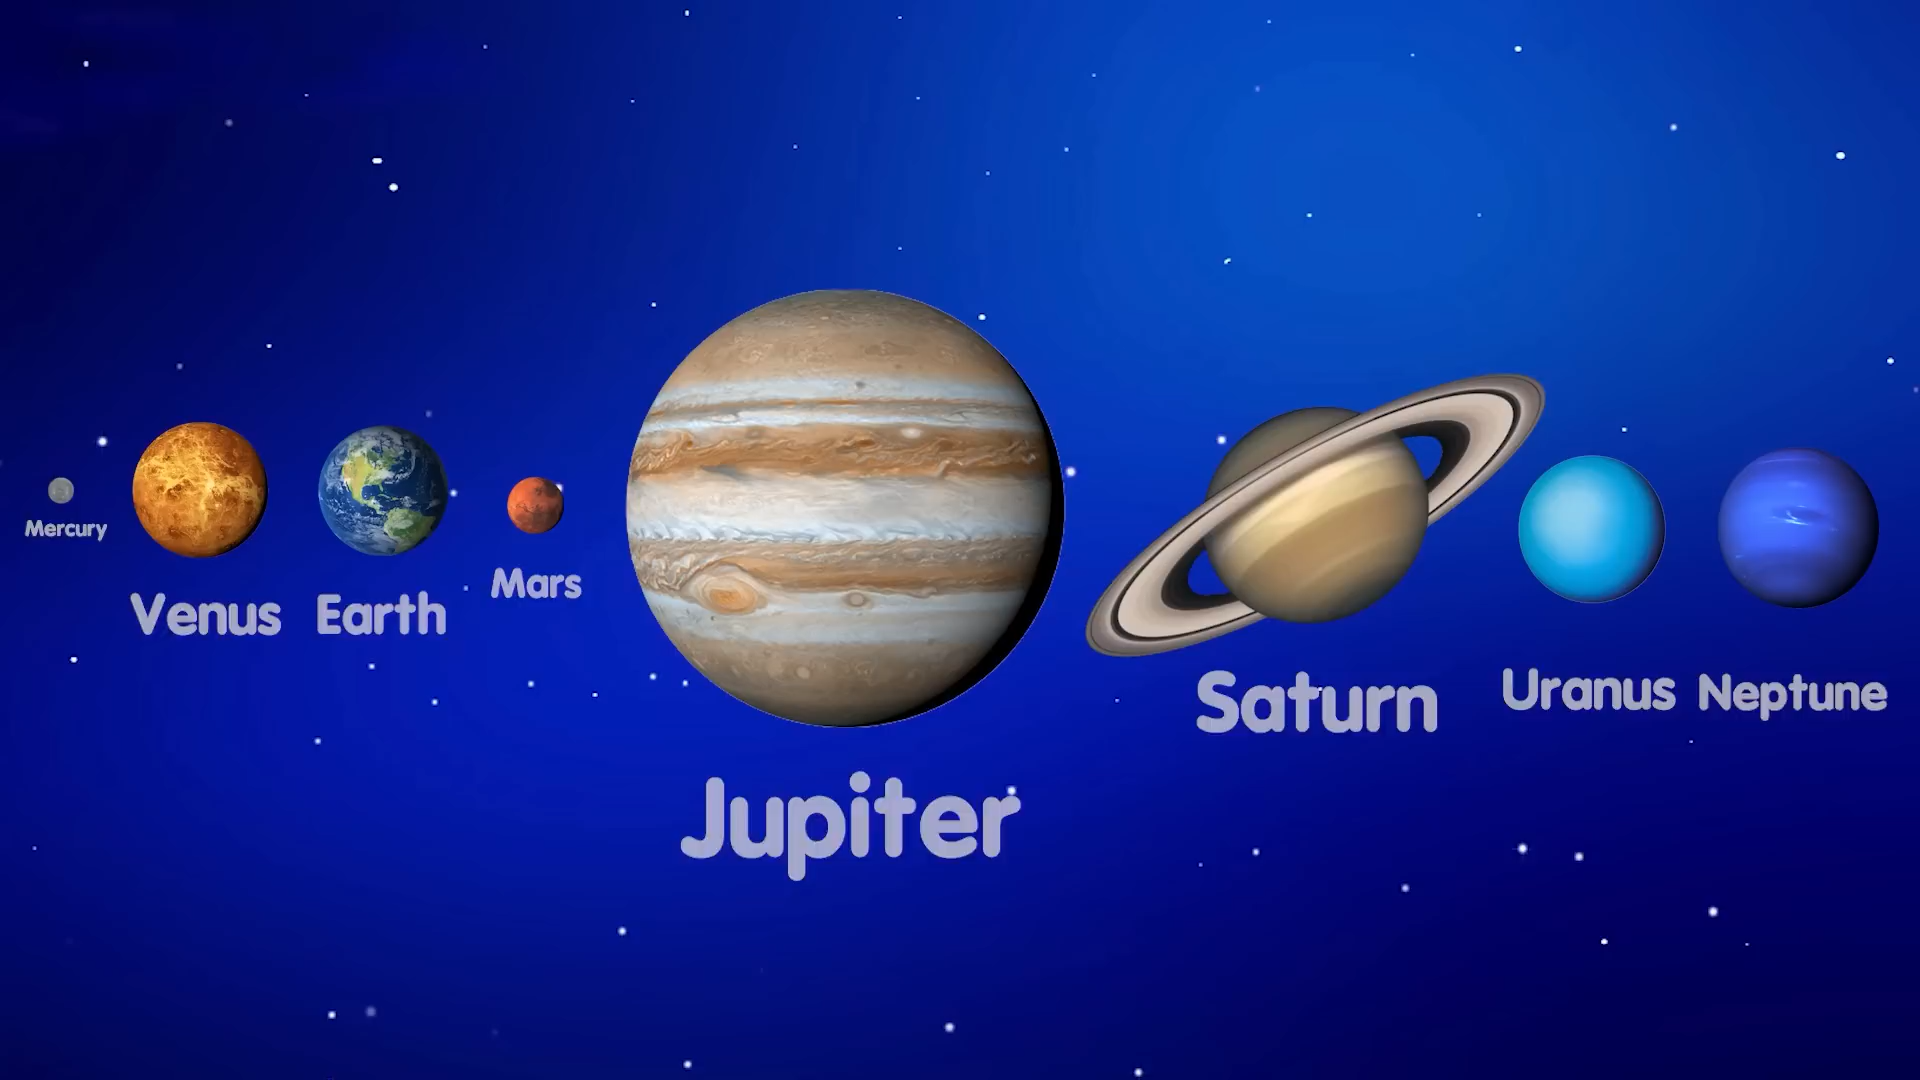 Mercury
Venus
Earth
Mars
Jupiter
Saturn
Uranus
Neptune